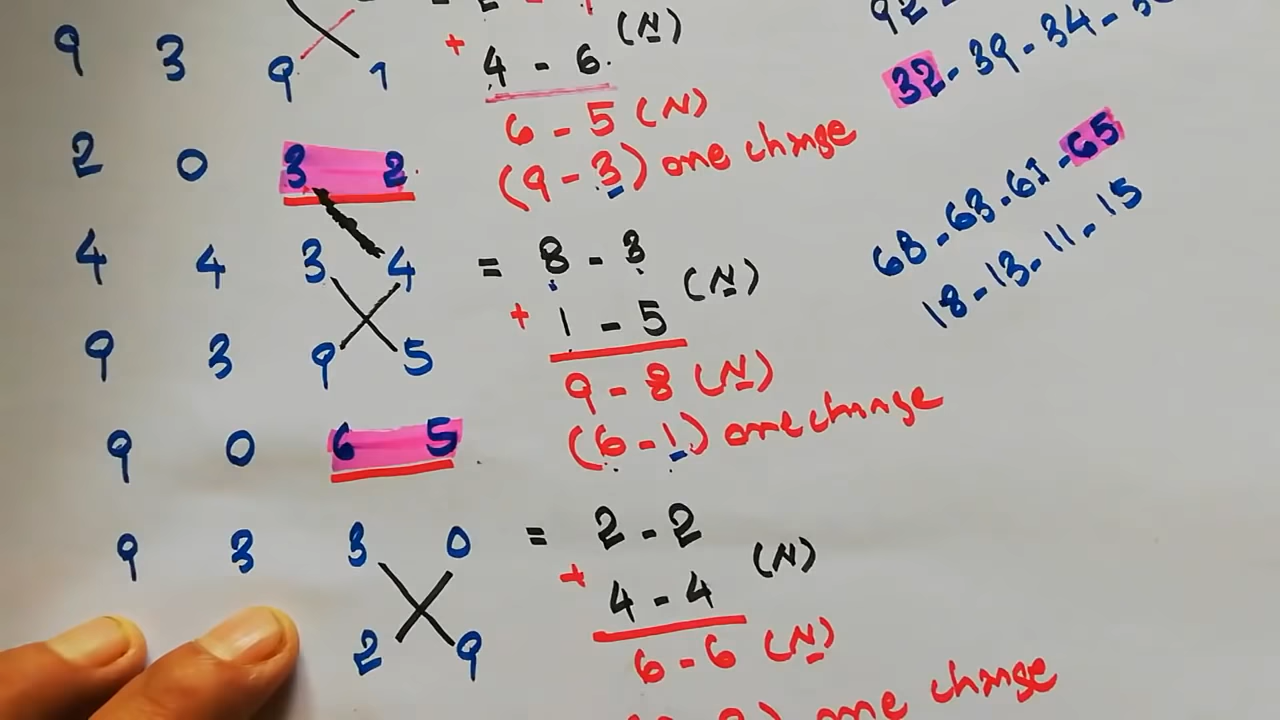 9 3 9 1 + 4 - 6 (N)
6 - 5 (N)
2 0 3 2 (9 - 3) one change
4 4 3 4 = 8 - 3
+ 1 - 5 (N)
9 3 9 5 9 - 8 (N)
9 0 6 5 (6 - 1) one change
9 3 3 0 = 2 - 2
+ 4 - 4 (N)
2 9 6 - 6 (N)
one change
92 -
32 - 39 - 34 -
68 - 63 - 61 - 65
18 - 13 - 11 - 15